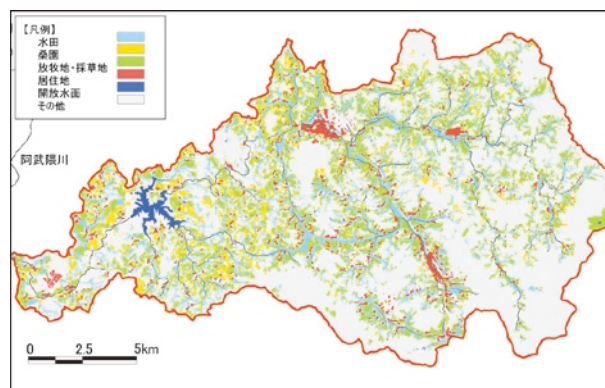 【凡例】
水田
桑園
放牧地・採草地
居住地
開放水面
その他
阿武隈川
0 2.5 5km